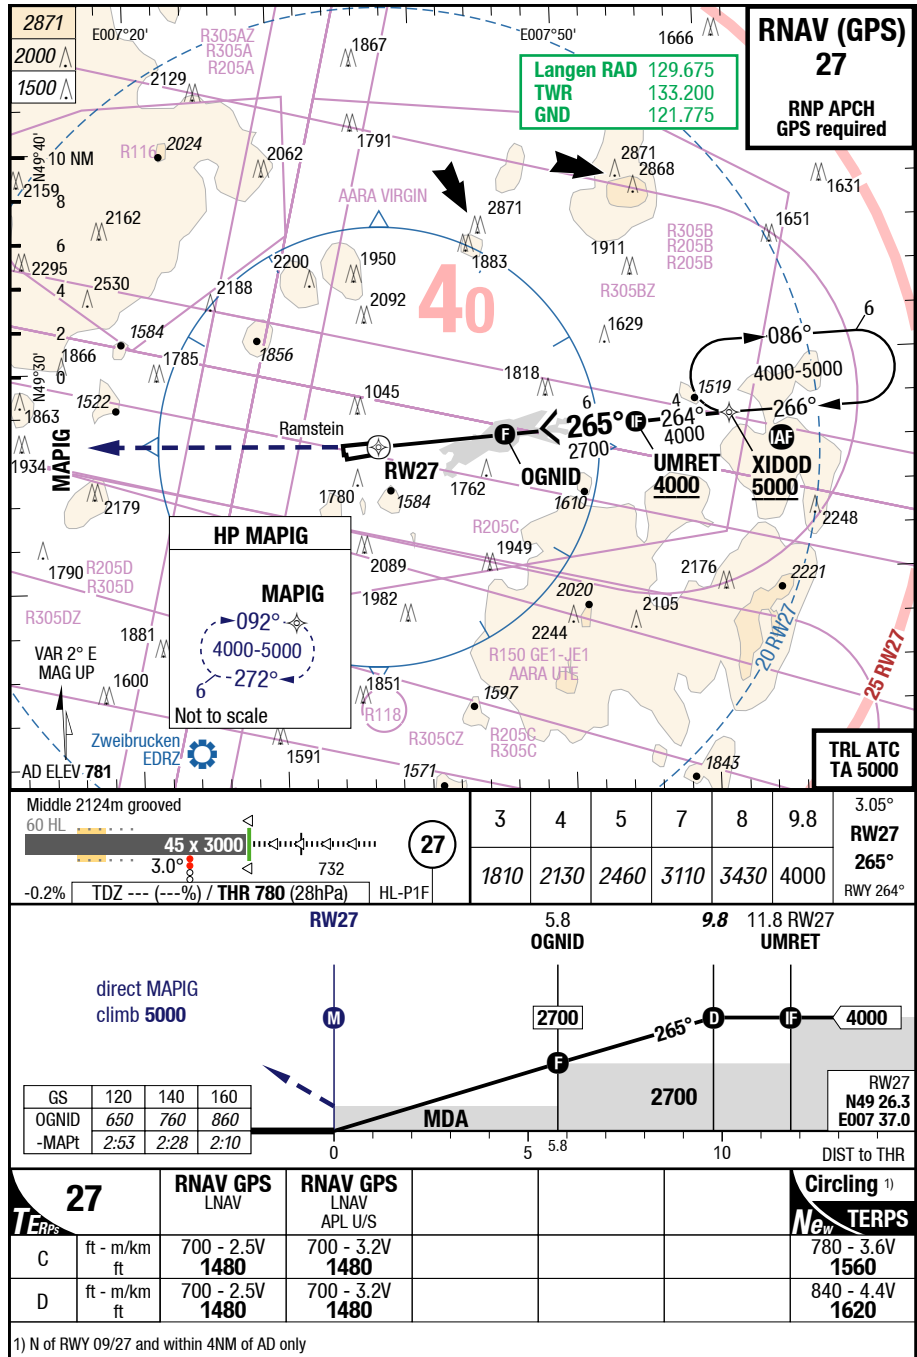 2871
2000
1500
E007°20'
E007°50'
RNAV (GPS)
27
RNP APCH
GPS required
Langen RAD 129.675
TWR 133.200
GND 121.775
R305AZ
R305A
R205A
1867
1666
2129
1791
N49°40'
10 NM
R116
2024
2062
2871
2868
1631
2159
8
AARA VIRGIN
2871
1651
2162
6
1883
1911
R305B
R205B
R205B
2295
4
2530
2200
1950
2188
2092
40
R305BZ
1629
6
086°
2
1584
1866
1785
1856
1818
4000-5000
N49°30'
0
1519
1863
1522
1045
6
265°
2700
4
264°
4000
266°
Ramstein
F
IF
IAF
1934
MAPIG
RW27
OGNID
UMRET
4000
XIDOD
5000
1780
1584
1762
1610
2179
2248
HP MAPIG
R205C
1949
1790
R205D
R305D
2089
2176
2221
MAPIG
092°
4000-5000
272°
6
Not to scale
R305DZ
1982
2020
2105
2244
1881
R150 GE1-JE1
AARA UTE
20 RW27
VAR 2° E
MAG UP
1600
1851
R118
1597
25 RW27
R305CZ
R205C
R305C
Zweibrucken
EDRZ
1591
1571
1843
TRL ATC
TA 5000
AD ELEV 781
Middle 2124m grooved
60 HL
45 x 3000
3.0°
732
27
-0.2%
TDZ --- (---%) / THR 780 (28hPa)
HL-P1F
3 4 5 7 8 9.8
1810 2130 2460 3110 3430 4000
3.05°
RW27
265°
RWY 264°
RW27
5.8
OGNID
9.8
11.8 RW27
UMRET
direct MAPIG
climb 5000
M
2700
265°
D
IF
4000
F
GS 120 140 160
OGNID 650 760 860
-MAPt 2:53 2:28 2:10
MDA
2700
RW27
N49 26.3
E007 37.0
0
5
5.8
10
DIST to THR
TERPs
27
RNAV GPS
LNAV
RNAV GPS
LNAV
APL U/S
Circling 1)
New TERPS
C
ft - m/km
ft
700 - 2.5V
1480
700 - 3.2V
1480
780 - 3.6V
1560
D
ft - m/km
ft
700 - 2.5V
1480
700 - 3.2V
1480
840 - 4.4V
1620
1) N of RWY 09/27 and within 4NM of AD only